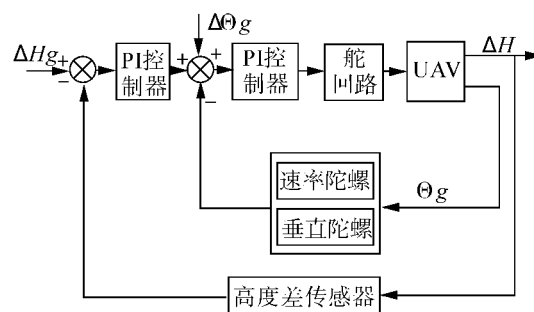 ΔΘg
ΔHg
+
−
PI控
制器
+
+
−
PI控
制器
舵
回路
UAV
ΔH
速率陀螺
垂直陀螺
Θg
高度差传感器